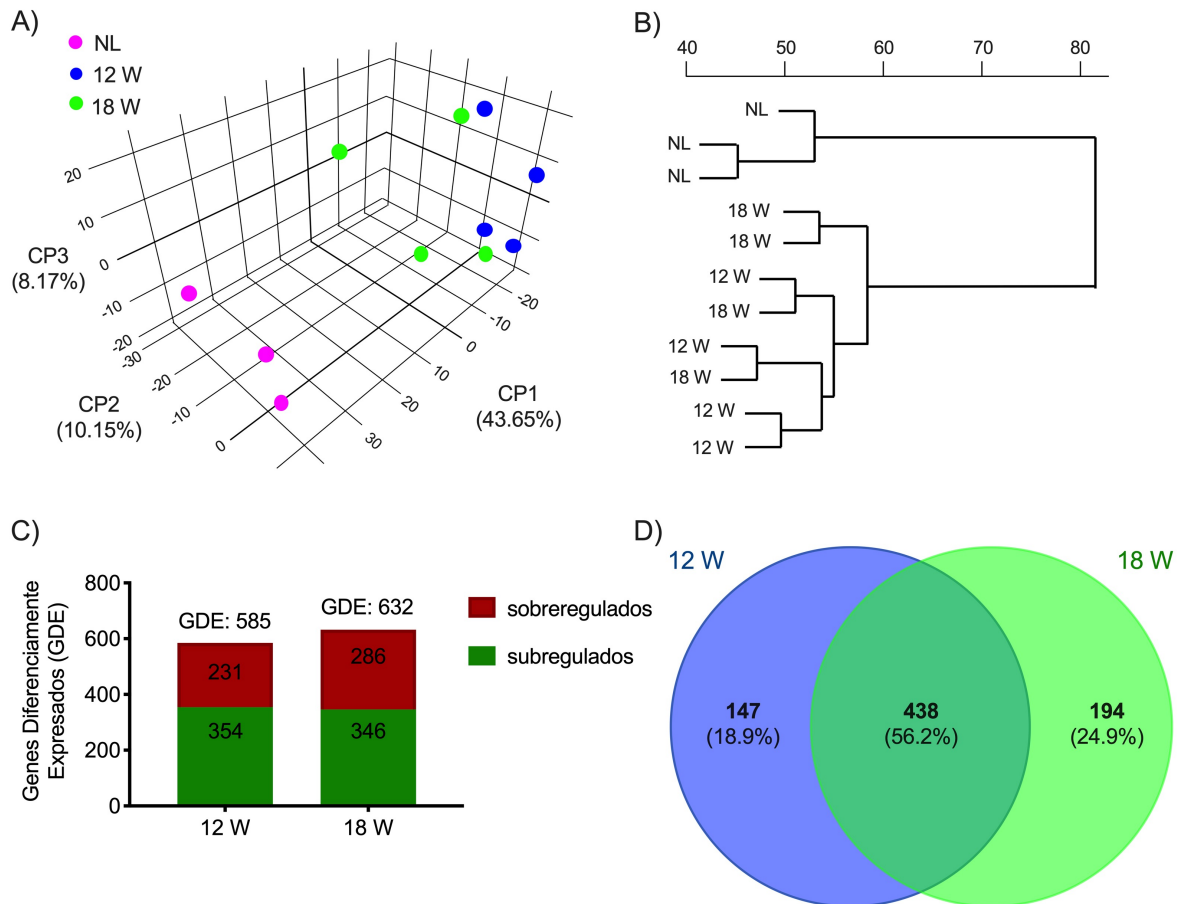 A)
NL
12 W
18 W
20
10
0
-10
-20
-30
-20
-10
0
-20
-10
0
10
20
30
CP3
(8.17%)
CP2
(10.15%)
CP1
(43.65%)
B)
40 50 60 70 80
NL
NL
NL
18 W
18 W
12 W
18 W
12 W
18 W
12 W
12 W
C)
Genes Diferenciamente
Expresados (GDE)
800
600
400
200
0
GDE: 585
GDE: 632
231
286
354
346
12 W
18 W
sobreregulados
subregulados
D)
12 W
18 W
147
(18.9%)
438
(56.2%)
194
(24.9%)